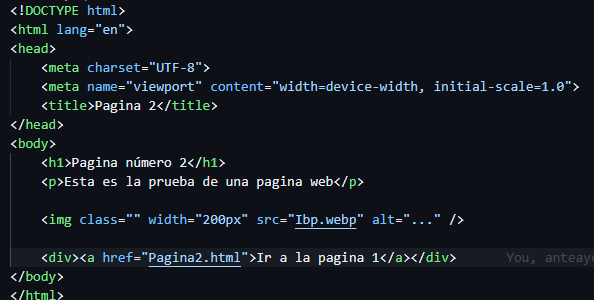 <!DOCTYPE html>
<html lang="en">
<head>
<meta charset="UTF-8">
<meta name="viewport" content="width=device-width, initial-scale=1.0">
<title>Pagina 2</title>
</head>
<body>
<h1>Pagina número 2</h1>
<p>Esta es la prueba de una pagina web</p>
<img class="" width="200px" src="Ibp.webp" alt="..." />
<div><a href="Pagina2.html">Ir a la pagina 1</a></div> You, anteay
</body>
</html>